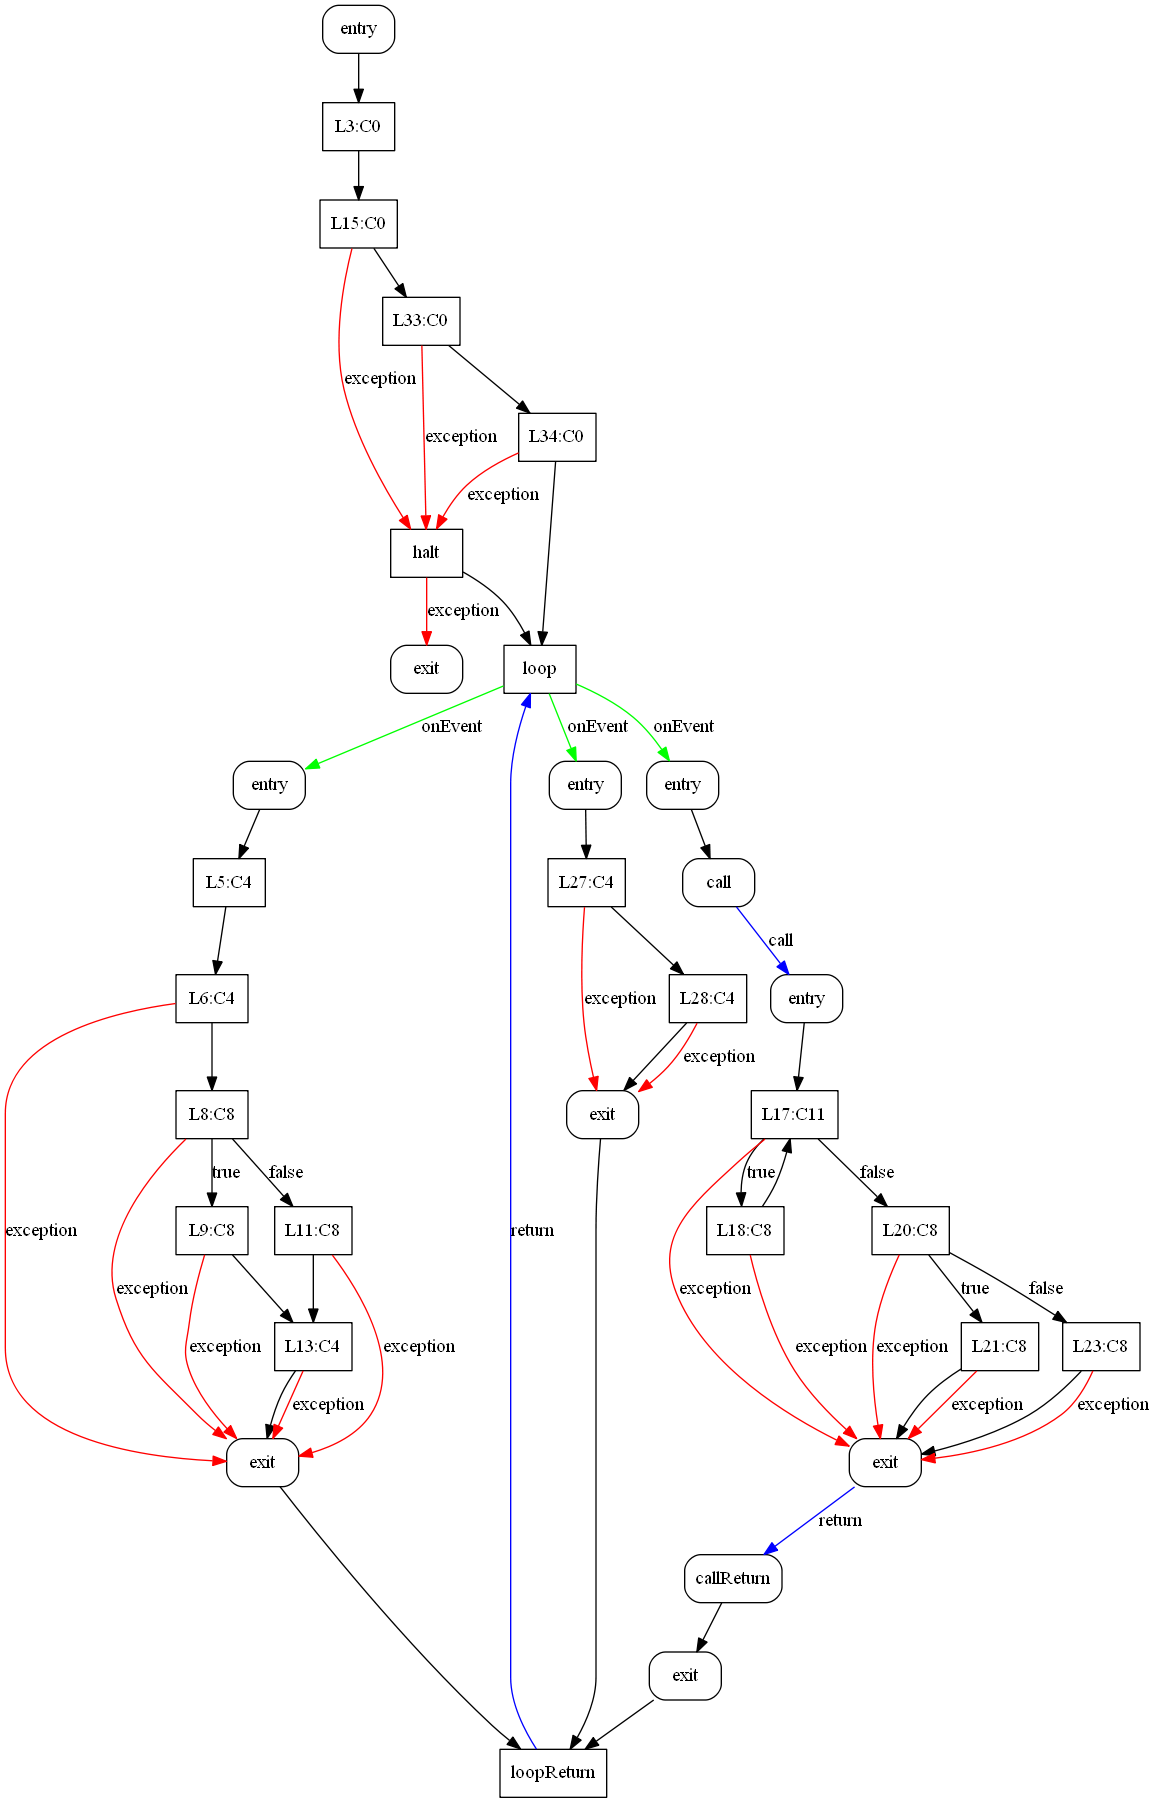 entry
L3:C0
L15:C0
L33:C0
exception
L34:C0
exception
exception
halt
exception
exit
loop
onEvent
onEvent
onEvent
entry
entry
entry
L5:C4
L27:C4
call
call
L6:C4
exception
L28:C4
entry
exception
L8:C8
exit
L17:C11
true
false
true
false
exception
L9:C8
L11:C8
return
L18:C8
L20:C8
exception
exception
true
false
exception
L13:C4
exception
exception
exception
L21:C8
L23:C8
exception
exception
exception
exit
exit
return
callReturn
exit
loopReturn